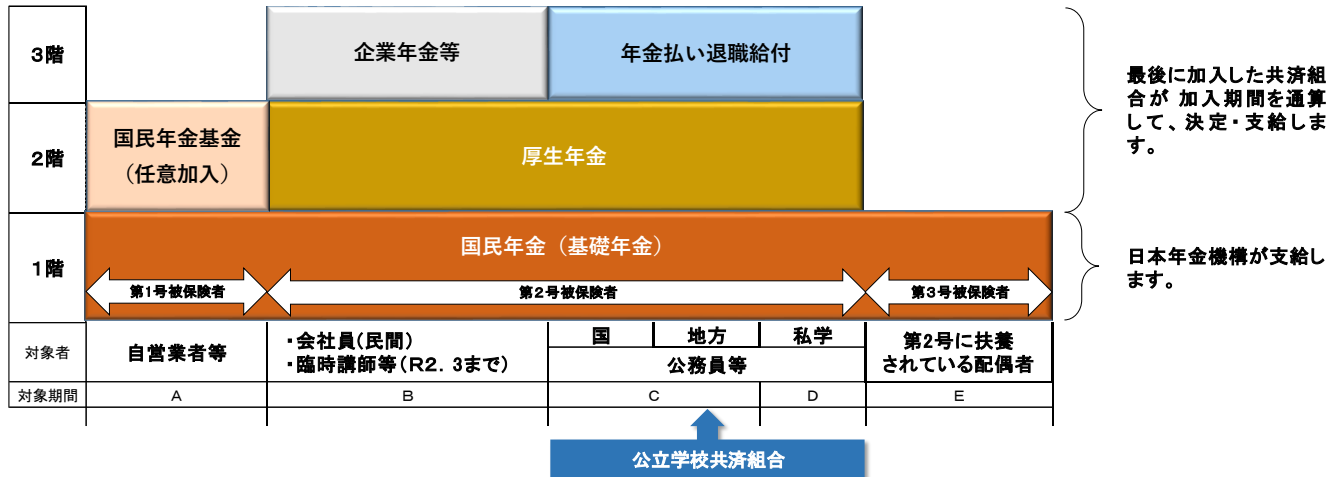 3階
企業年金等
年金払い退職給付
最後に加入した共済組
合が 加入期間を通算
して、決定・支給しま
す。
2階
国民年金基金
（任意加入）
厚生年金
1階
国民年金（基礎年金）
第1号被保険者
第2号被保険者
第3号被保険者
日本年金機構が支給し
ます。
対象者
自営業者等
・会社員(民間)
・臨時講師等(R2．3まで)
国
地方
私学
公務員等
第2号に扶養
されている配偶者
対象期間
A
B
C
D
E
公立学校共済組合